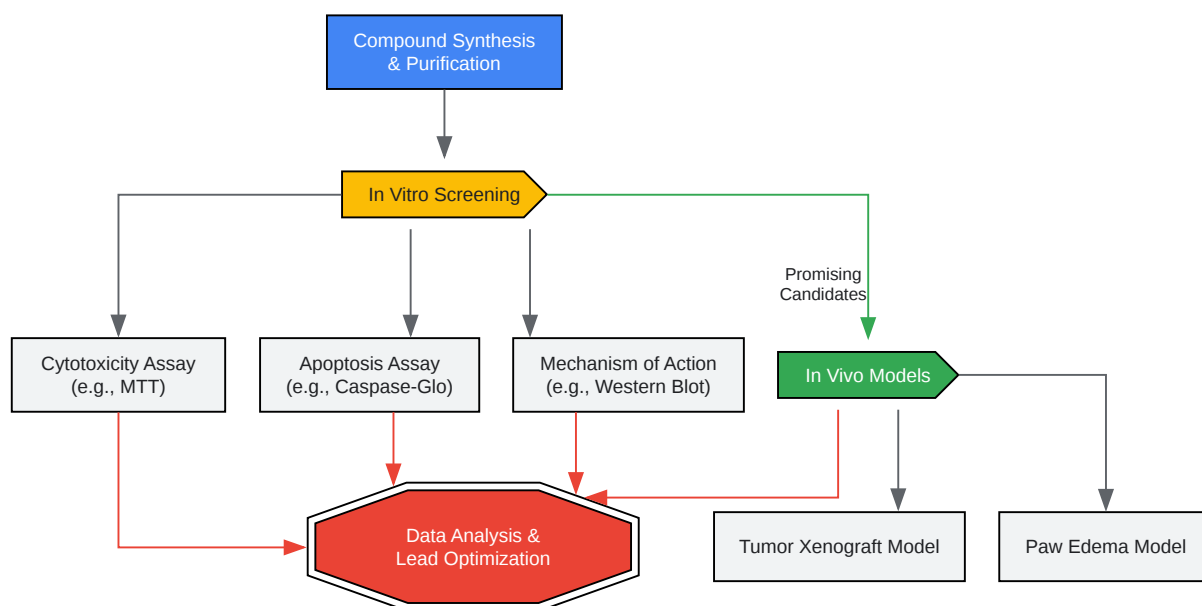 Compound Synthesis
& Purification
In Vitro Screening
Promising
Candidates
Cytotoxicity Assay
(e.g., MTT)
Apoptosis Assay
(e.g., Caspase-Glo)
Mechanism of Action
(e.g., Western Blot)
In Vivo Models
Data Analysis &
Lead Optimization
Tumor Xenograft Model
Paw Edema Model